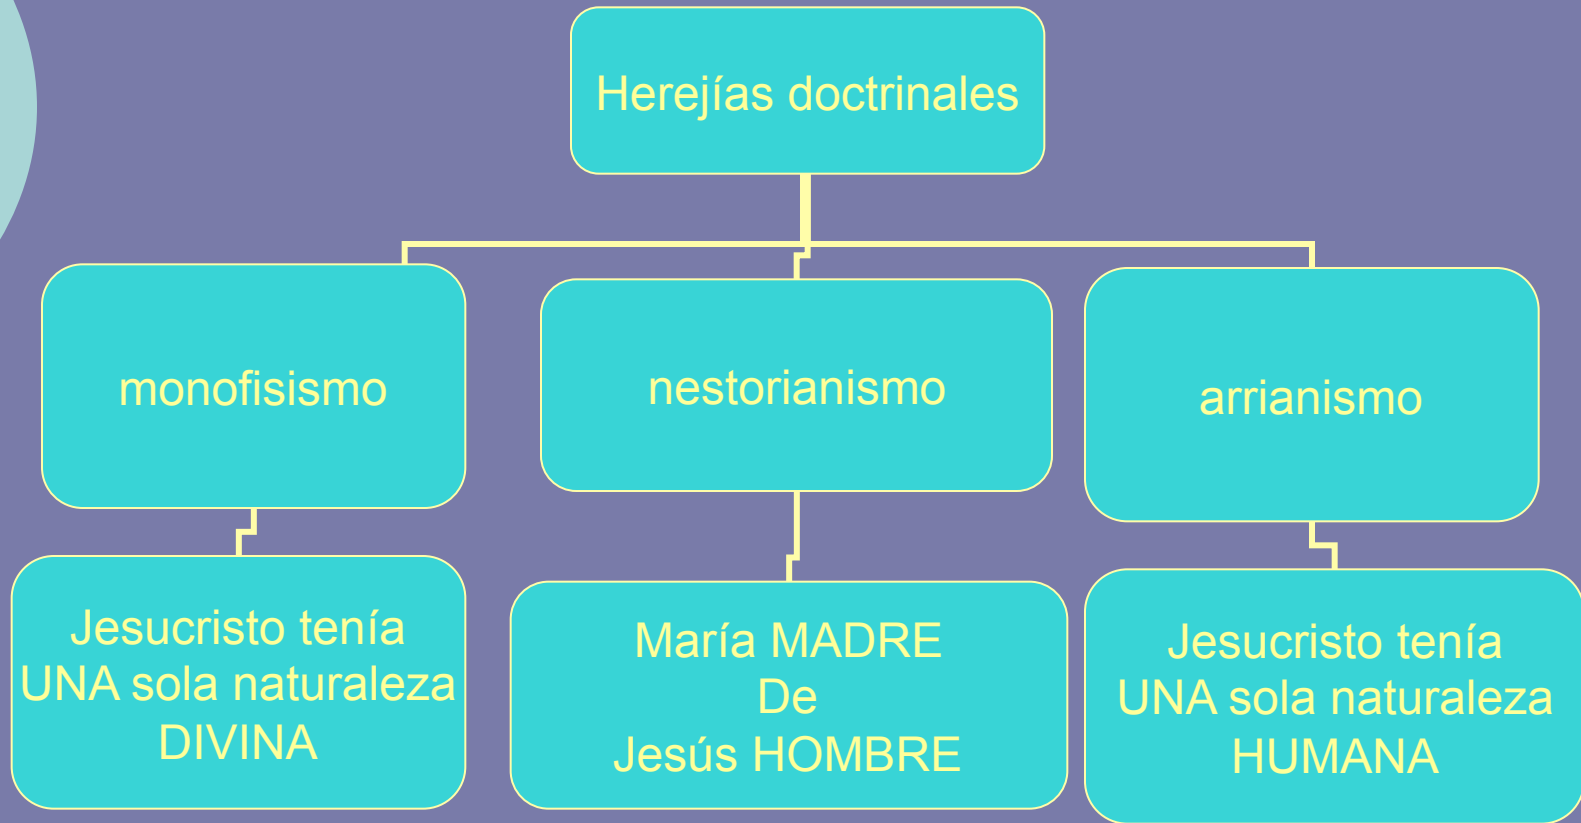 Herejías doctrinales
monofisismo
nestorianismo
arrianismo
Jesucristo tenía
UNA sola naturaleza
DIVINA
María MADRE
De
Jesús HOMBRE
Jesucristo tenía
UNA sola naturaleza
HUMANA